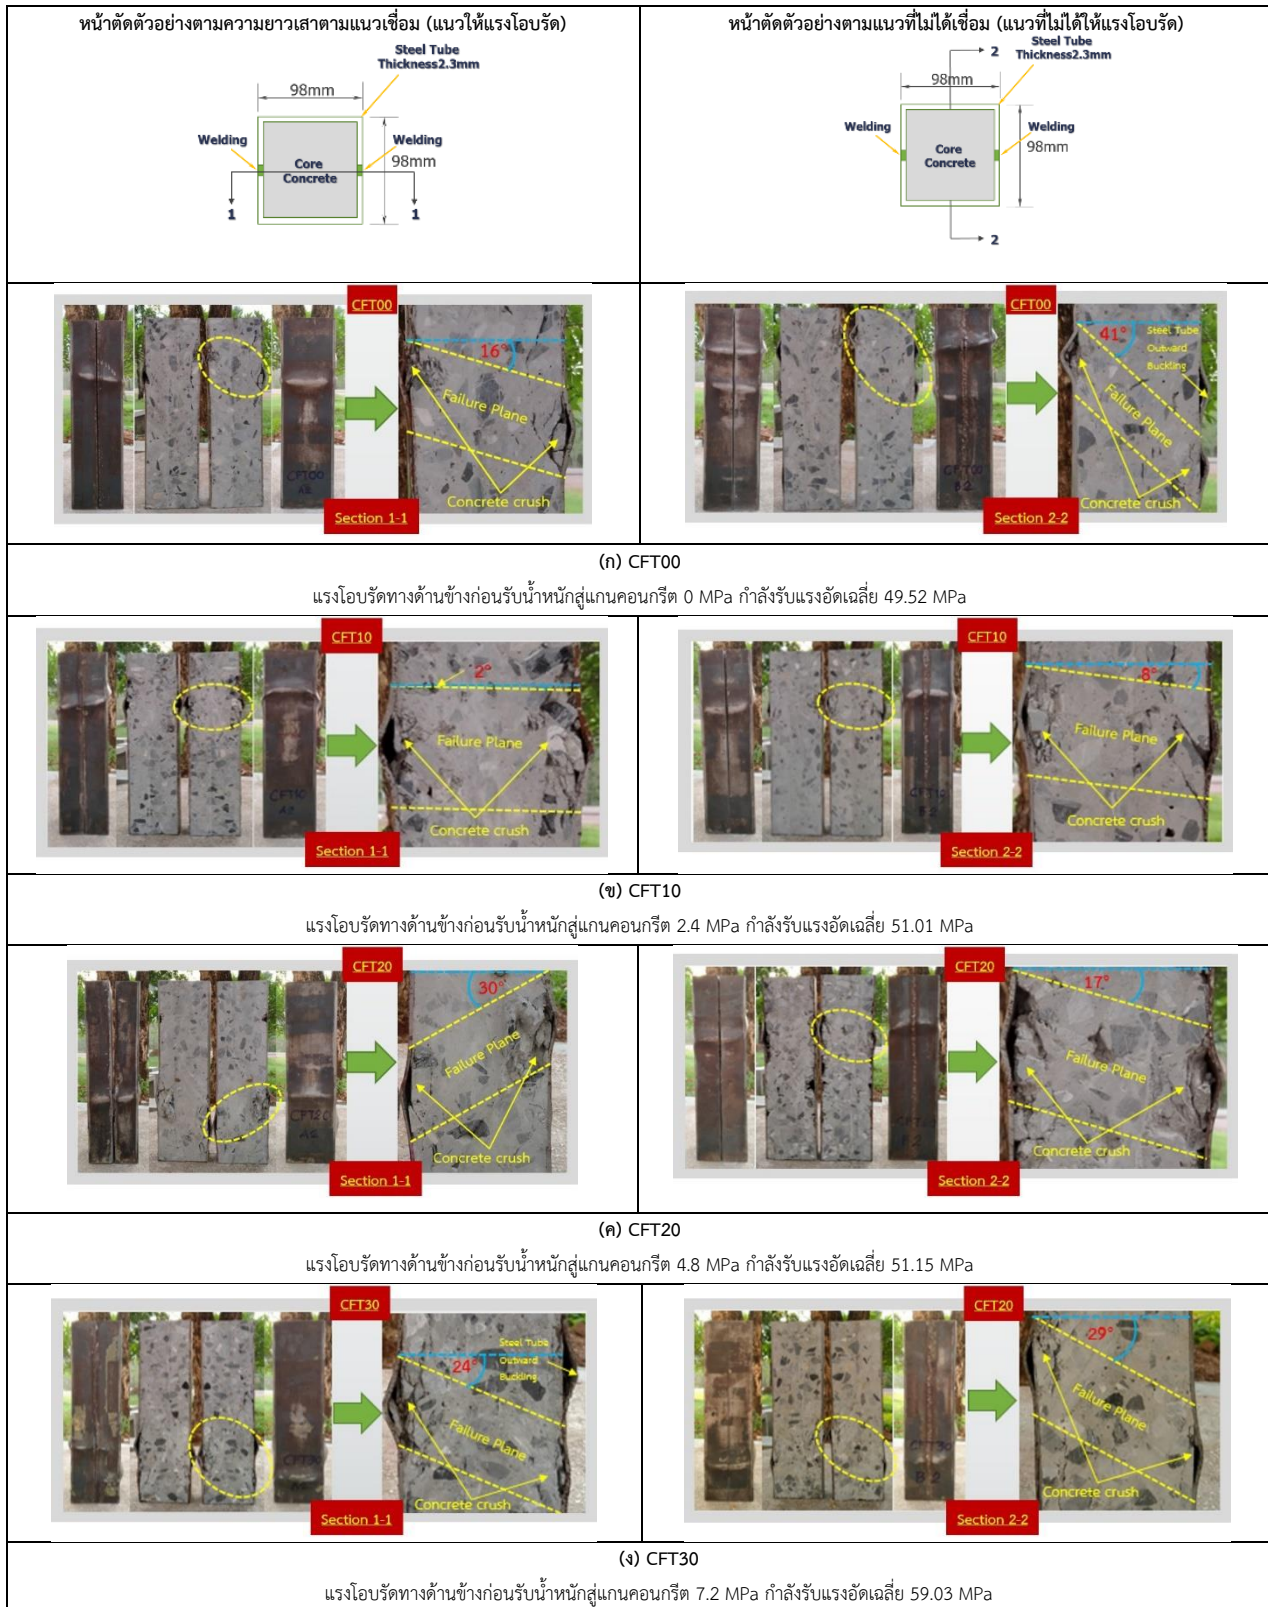 หน้าตัดตัวอย่างตามความยาวเสาตามแนวเชื่อม (แนวให้แรงโอบรัด)
Steel Tube
Thickness2.3mm
98mm
Welding
Welding
98mm
Core
Concrete
1
1
หน้าตัดตัวอย่างตามแนวที่ไม่ได้เชื่อม (แนวที่ไม่ได้ให้แรงโอบรัด)
Steel Tube
Thickness2.3mm
2
98mm
Welding
Welding
98mm
Core
Concrete
2
CFT00
16°
Failure Plane
Concrete crush
CFT00
A2
Section 1-1
CFT00
41°
Steel Tube
Outward
Buckling
Failure Plane
Concrete crush
CFT00
B2
Section 2-2
(ก) CFT00
แรงโอบรัดทางด้านข้างก่อนรับน้ำหนักสู่แกนคอนกรีต 0 MPa กำลังรับแรงอัดเฉลี่ย 49.52 MPa
CFT10
2°
Failure Plane
Concrete crush
CFT10
A2
Section 1-1
CFT10
8°
Failure Plane
Concrete crush
CFT10
B2
Section 2-2
(ข) CFT10
แรงโอบรัดทางด้านข้างก่อนรับน้ำหนักสู่แกนคอนกรีต 2.4 MPa กำลังรับแรงอัดเฉลี่ย 51.01 MPa
CFT20
30°
Failure Plane
Concrete crush
CFT20
A2
Section 1-1
CFT20
17°
Failure Plane
Concrete crush
B2
Section 2-2
(ค) CFT20
แรงโอบรัดทางด้านข้างก่อนรับน้ำหนักสู่แกนคอนกรีต 4.8 MPa กำลังรับแรงอัดเฉลี่ย 51.15 MPa
CFT30
Steel Tube
24°
Outward
Buckling
Failure Plane
Concrete crush
CFT30
Section 1-1
CFT20
29°
Failure Plane
Concrete crush
CFT30
B2
Section 2-2
(ง) CFT30
แรงโอบรัดทางด้านข้างก่อนรับน้ำหนักสู่แกนคอนกรีต 7.2 MPa กำลังรับแรงอัดเฉลี่ย 59.03 MPa